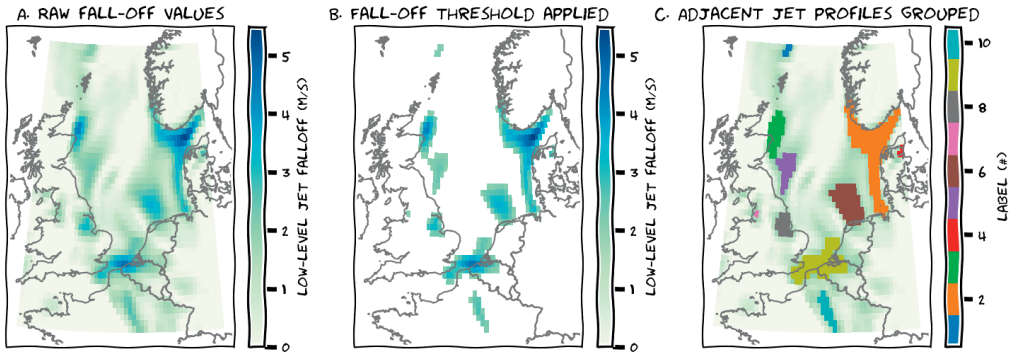 A. RAW FALL-OFF VALUES
5
4
3
2
1
0
LOW-LEVEL JET FALLOFF (M/S)
B. FALL-OFF THRESHOLD APPLIED
5
4
3
2
1
0
LOW-LEVEL JET FALLOFF (M/S)
C. ADJACENT JET PROFILES GROUPED
10
8
6
4
2
LABEL (#)